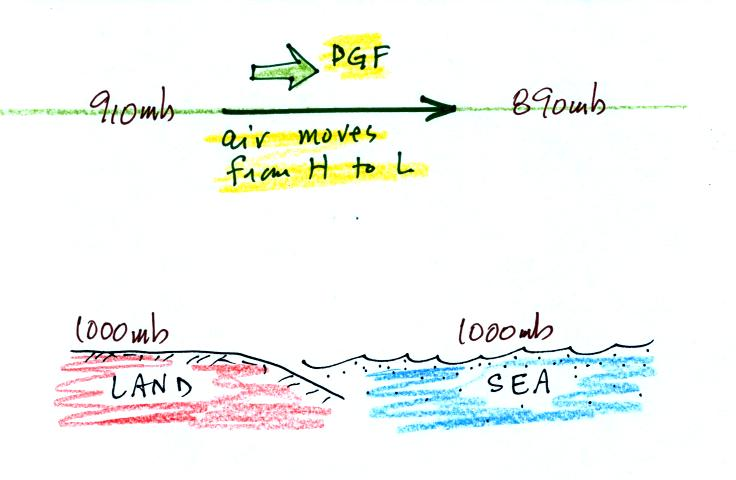 PGF
910mb
890mb
air moves
from H to L
1000mb
1000mb
LAND
SEA